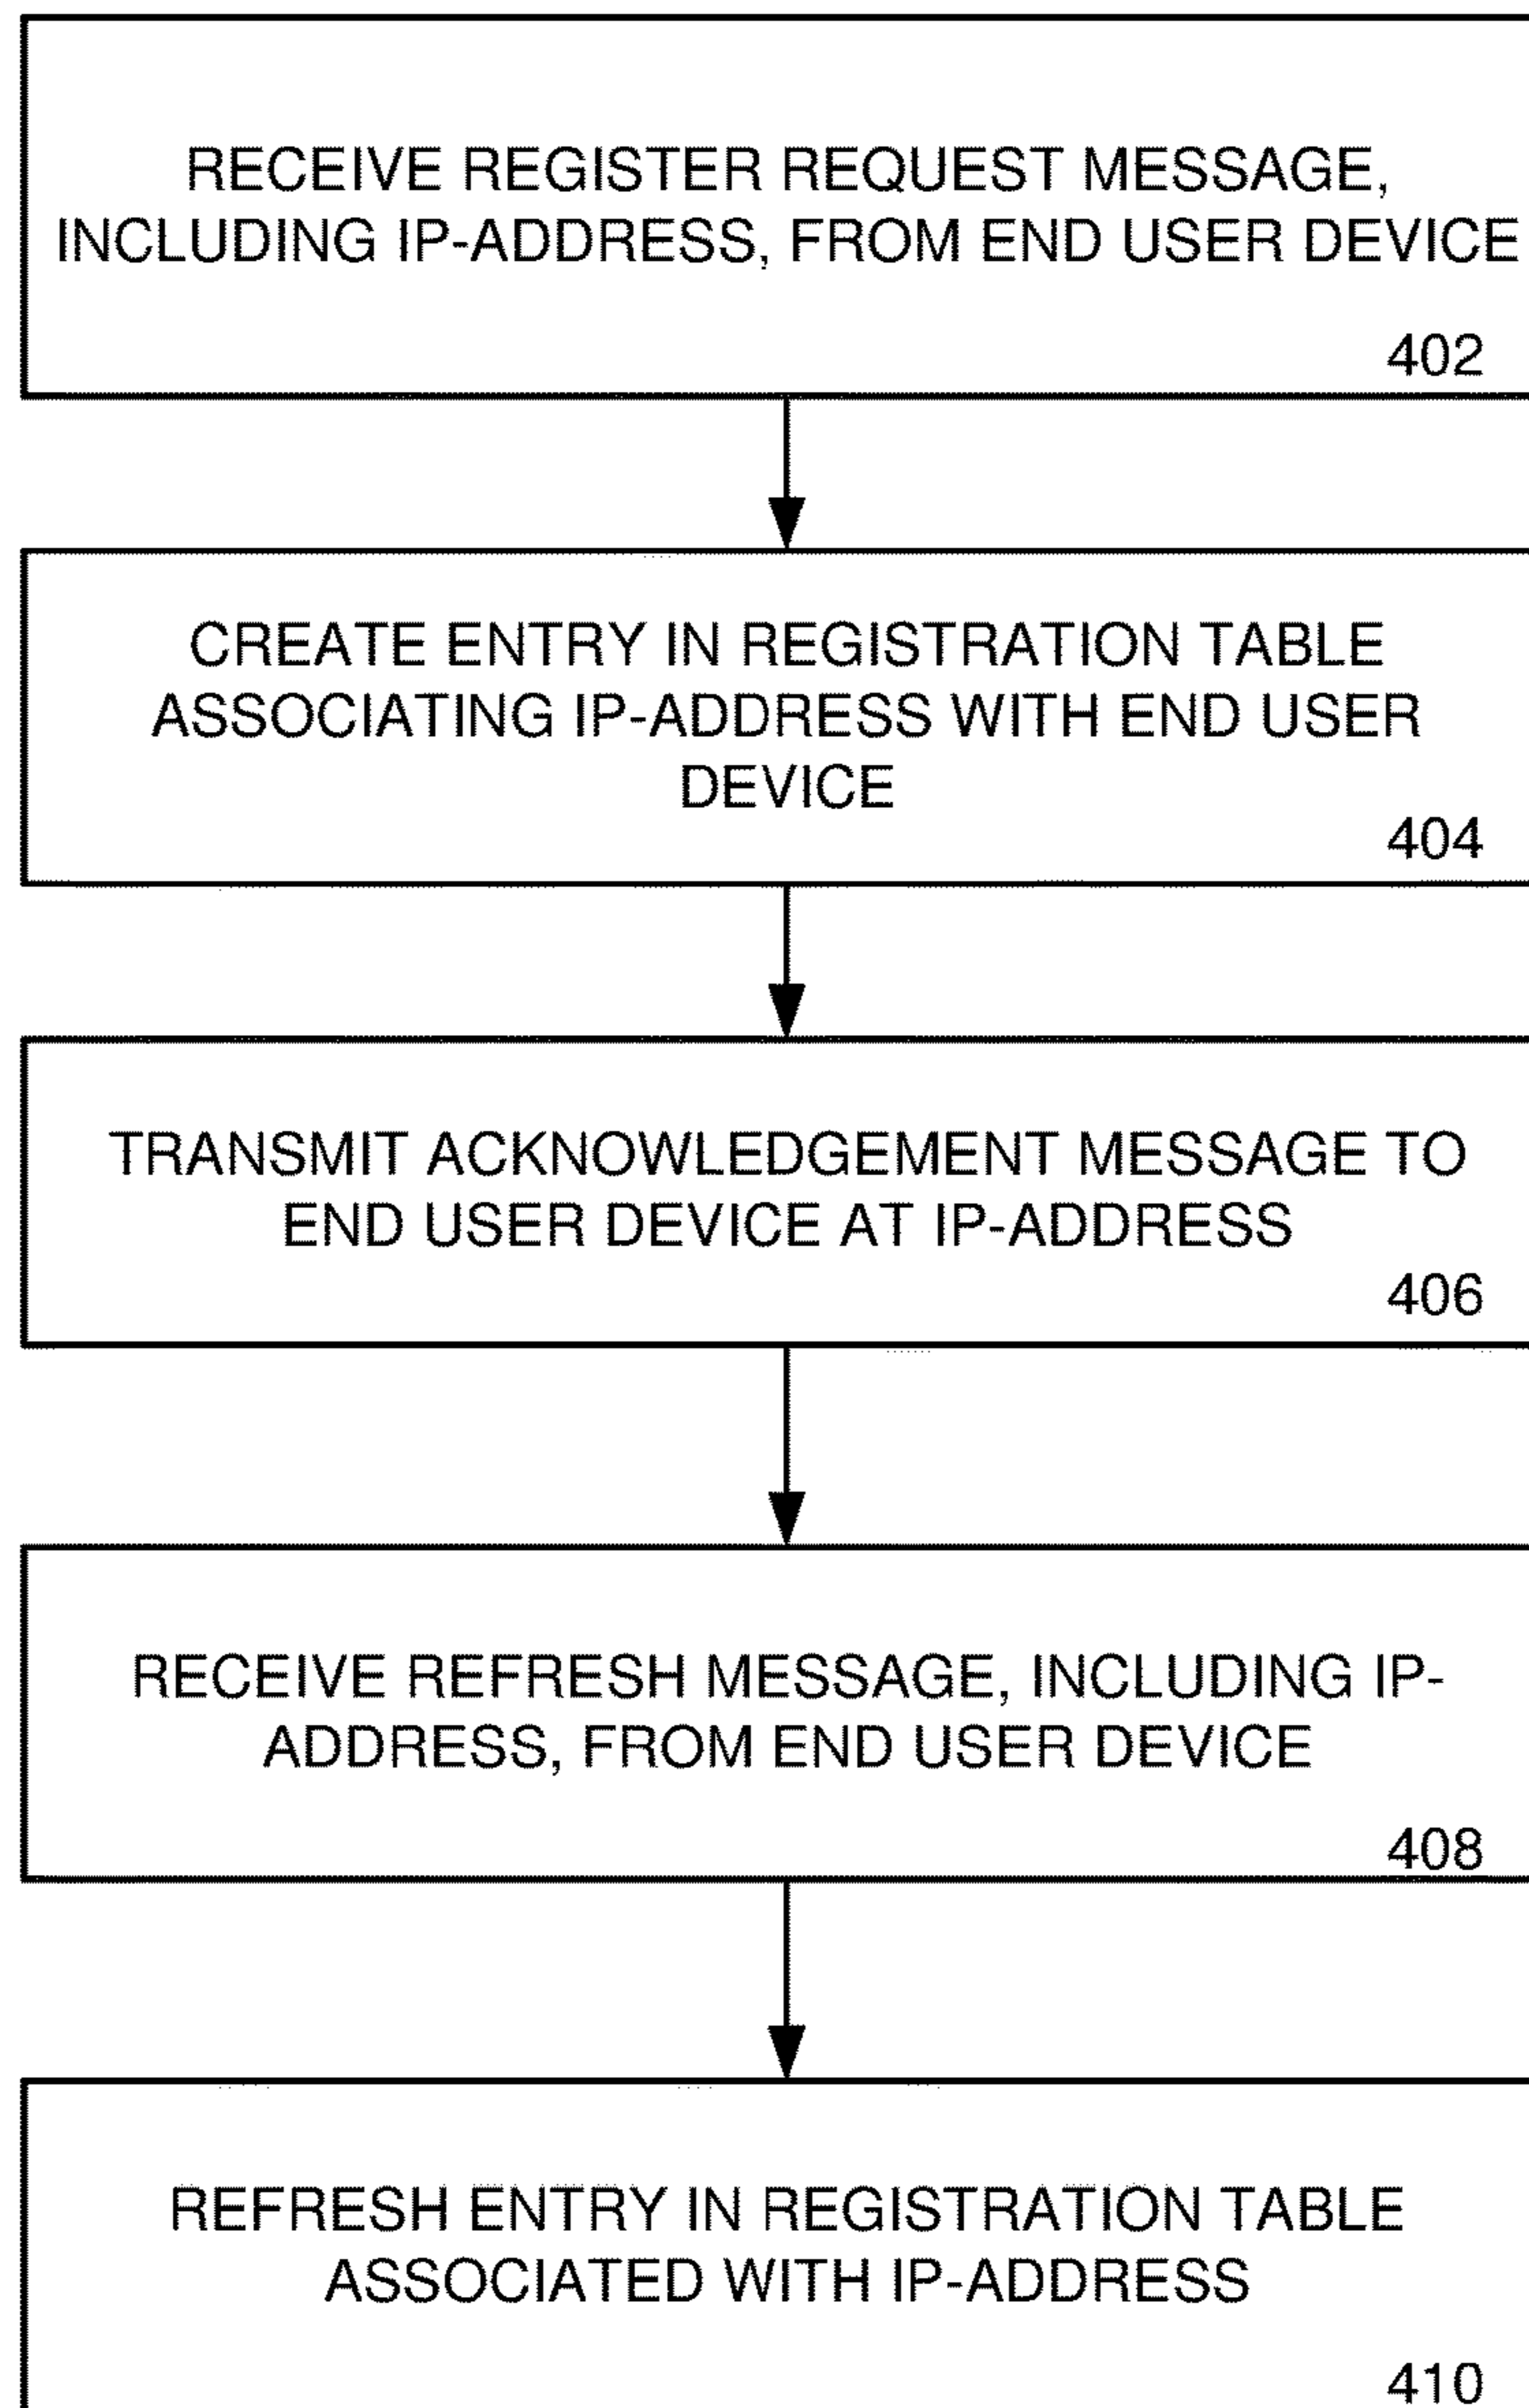 RECEIVE REGISTER REQUEST MESSAGE,
INCLUDING IP-ADDRESS, FROM END USER DEVICE
402
CREATE ENTRY IN REGISTRATION TABLE
ASSOCIATING IP-ADDRESS WITH END USER
DEVICE
404
TRANSMIT ACKNOWLEDGEMENT MESSAGE TO
END USER DEVICE AT IP-ADDRESS
406
RECEIVE REFRESH MESSAGE, INCLUDING IP-
ADDRESS, FROM END USER DEVICE
408
REFRESH ENTRY IN REGISTRATION TABLE
ASSOCIATED WITH IP-ADDRESS
410